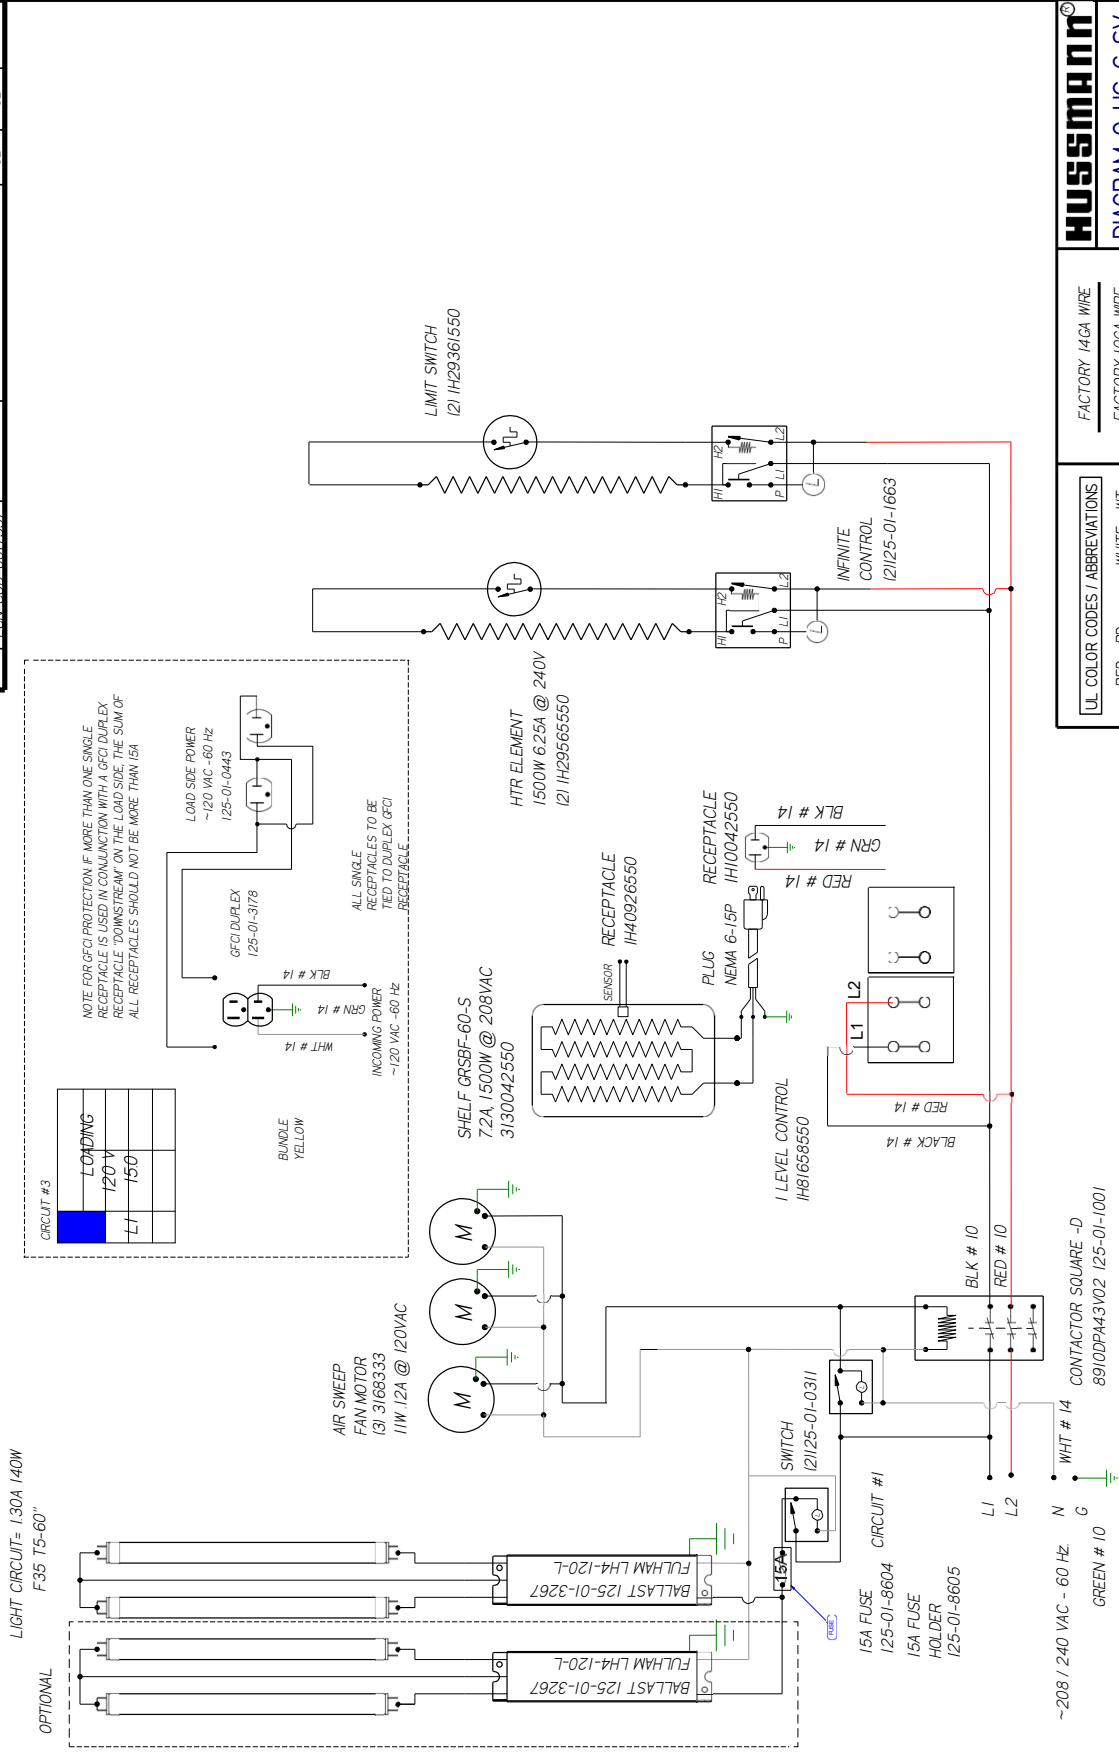 LIGHT CIRCUIT= 1.30A 140W
F35 T5-60"
OPTIONAL
BALLAST 125-01-3267
FULHAM LH4-120-L
BALLAST 125-01-3267
FULHAM LH4-120-L
15A
FUSE
15A FUSE
125-01-8604
15A FUSE
HOLDER
125-01-8605
CIRCUIT #1
SWITCH
(2)125-01-0311
L
L
~208 / 240 VAC - 60 Hz.
L1
L2
N
G
WHT # 14
GREEN # 10
CONTACTOR SQUARE -D
8910DPA43V02 125-01-1001
BLK # 10
RED # 10
AIR SWEEP
FAN MOTOR
(3) 3168333
11W .12A @ 120VAC
M
M
M
CIRCUIT #3
LOADING
120 V
L1
15.0
NOTE FOR GFCI PROTECTION IF MORE THAN ONE SINGLE
RECEPTACLE IS USED IN CONJUNCTION WITH A GFCI DUPLEX
RECEPTACLE "DOWNSTREAM" ON THE LOAD SIDE, THE SUM OF
ALL RECEPTACLES SHOULD NOT BE MORE THAN 15A
LOAD SIDE POWER
~120 VAC -60 Hz
125-01-0443
GFCI DUPLEX
125-01-3178
BLK # 14
GRN # 14
WHT # 14
INCOMING POWER
~120 VAC -60 Hz
BUNDLE
YELLOW
ALL SINGLE
RECEPTACLES TO BE
TIED TO DUPLEX GFCI
RECEPTACLE
SHELF GRSBF-60-S
7.2A, 1500W @ 208VAC
3130042550
SENSOR
RECEPTACLE
1H40926550
PLUG
NEMA 6-15P
RECEPTACLE
1H10042550
BLK # 14
GRN # 14
RED # 14
1 LEVEL CONTROL
1H81658550
L1
L2
RED # 14
BLACK # 14
HTR ELEMENT
1500W 6.25A @ 240V
(2) 1H29565550
LIMIT SWITCH
(2) 1H29361550
INFINITE
CONTROL
(2)125-01-1663
H1
H2
P
L1
L2
L
H1
H2
P
L1
L2
L
UL COLOR CODES / ABBREVIATIONS
FACTORY 14GA WIRE
HUSSMANN®